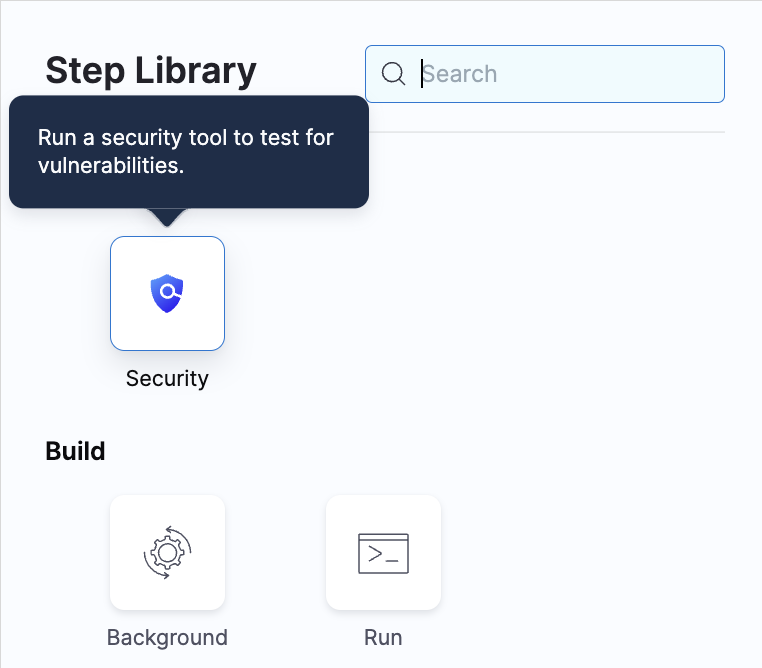 Step Library
Search
Run a security tool to test for
vulnerabilities.
Security
Build
>_
Background
Run